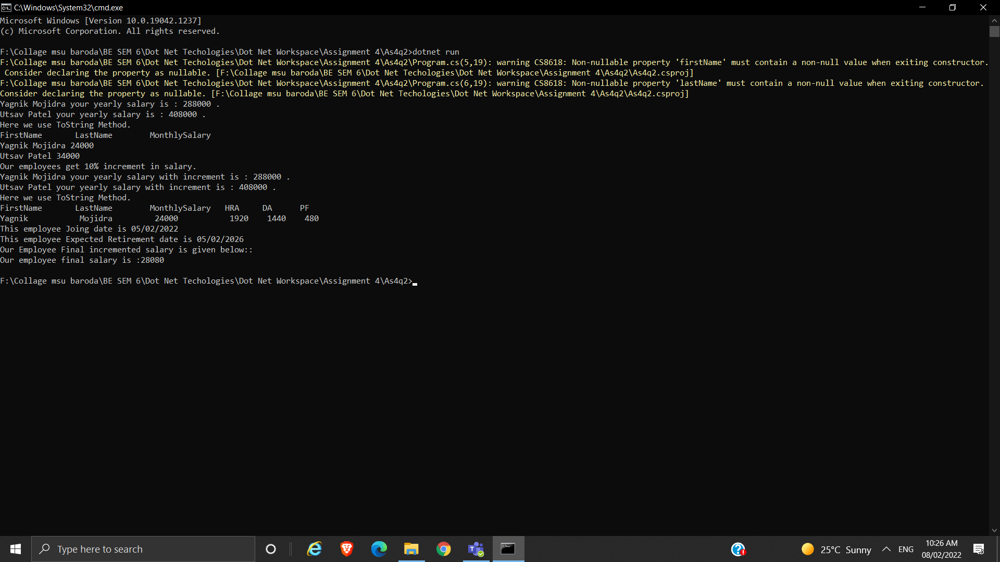 C:\Windows\System32\cmd.exe
Microsoft Windows [Version 10.0.19042.1237]
(c) Microsoft Corporation. All rights reserved.
F:\Collage msu baroda\BE SEM 6\Dot Net Techologies\Dot Net Workspace\Assignment 4\As4q2>dotnet run
F:\Collage msu baroda\BE SEM 6\Dot Net Techologies\Dot Net Workspace\Assignment 4\As4q2\Program.cs(5,19): warning CS8618: Non-nullable property 'firstName' must contain a non-null value when exiting constructor.
Consider declaring the property as nullable. [F:\Collage msu baroda\BE SEM 6\Dot Net Techologies\Dot Net Workspace\Assignment 4\As4q2\As4q2.csproj]
F:\Collage msu baroda\BE SEM 6\Dot Net Techologies\Dot Net Workspace\Assignment 4\As4q2\Program.cs(6,19): warning CS8618: Non-nullable property 'lastName' must contain a non-null value when exiting constructor.
Consider declaring the property as nullable. [F:\Collage msu baroda\BE SEM 6\Dot Net Techologies\Dot Net Workspace\Assignment 4\As4q2\As4q2.csproj]
Yagnik Mojidra your yearly salary is : 288000 .
Utsav Patel your yearly salary is : 408000 .
Here we use ToString Method.
FirstName LastName MonthlySalary
Yagnik Mojidra 24000
Utsav Patel 34000
Our employees get 10% increment in salary.
Yagnik Mojidra your yearly salary with increment is : 288000 .
Utsav Patel your yearly salary with increment is : 408000 .
Here we use ToString Method.
FirstName LastName MonthlySalary HRA DA PF
Yagnik Mojidra 24000 1920 1440 480
This employee Joing date is 05/02/2022
This employee Expected Retirement date is 05/02/2026
Our Employee Final incremented salary is given below::
Our employee final salary is :28080
F:\Collage msu baroda\BE SEM 6\Dot Net Techologies\Dot Net Workspace\Assignment 4\As4q2>
Type here to search
25°C Sunny
ENG
10:26 AM
08/02/2022